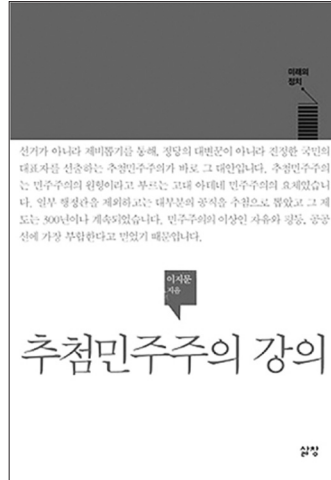 미래의
정치
선거가 아니라 제비뽑기를 통해, 정당의 대변꾼이 아니라 진정한 국민의
대표자를 선출하는 추첨민주주의가 바로 그 대안입니다. 추첨민주주의
는 민주주의의 원형이라고 부르는 고대 아테네 민주주의의 요체였습니
다. 일부 행정관을 제외하고는 대부분의 공직을 추첨으로 뽑았고 그 제
도는 300년이나 계속되었습니다. 민주주의의 이상인 자유와 평등, 공공
선에 가장 부합한다고 믿었기 때문입니다.
이지문
지음
추첨민주주의 강의
삶창